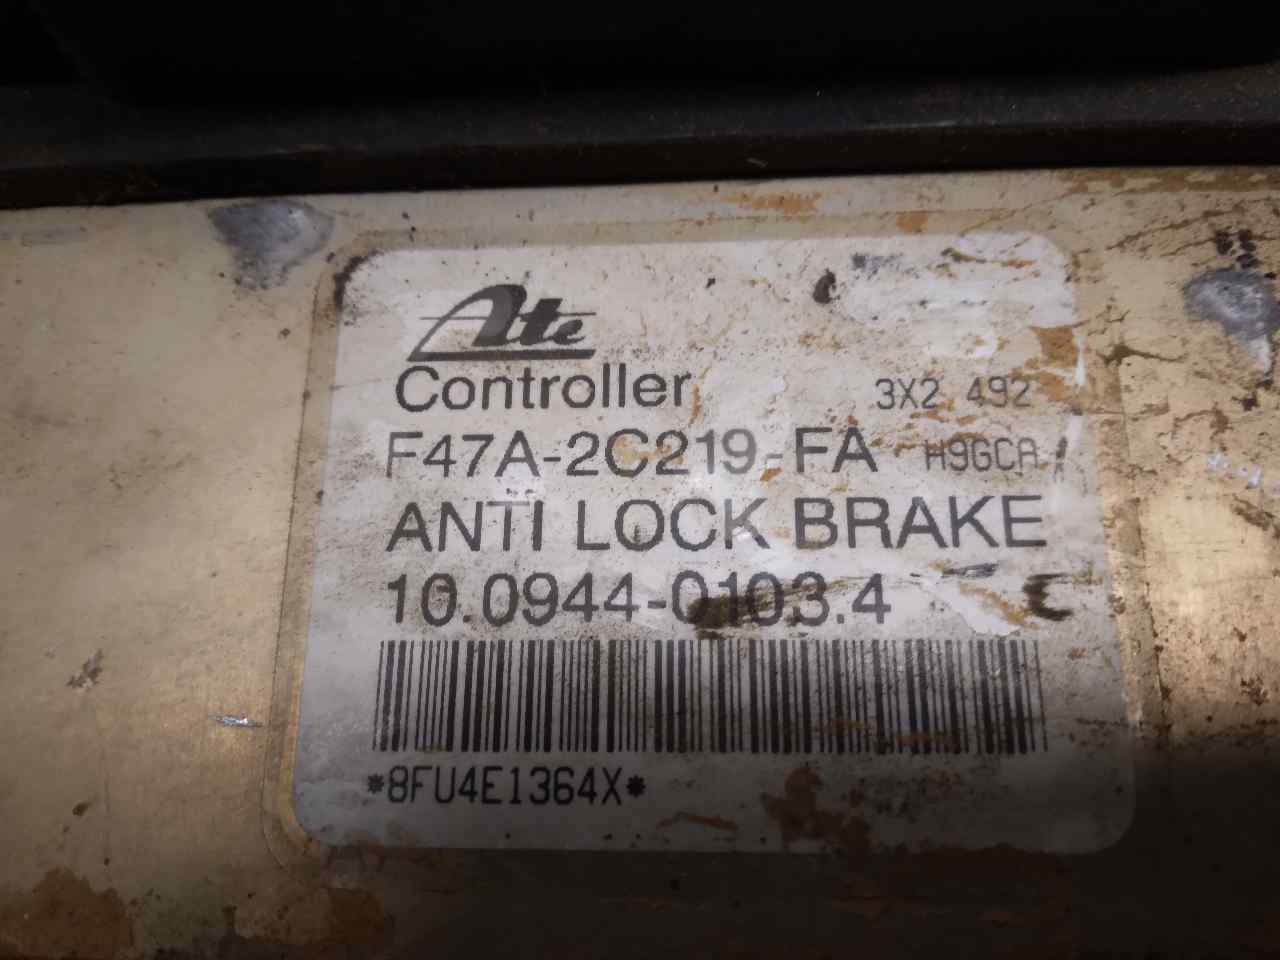 Ate
Controller 3X2 492
F47A-2C219-FA H9GCA
ANTI LOCK BRAKE
10.0944-0103.4 C
*8FU4E1364X*